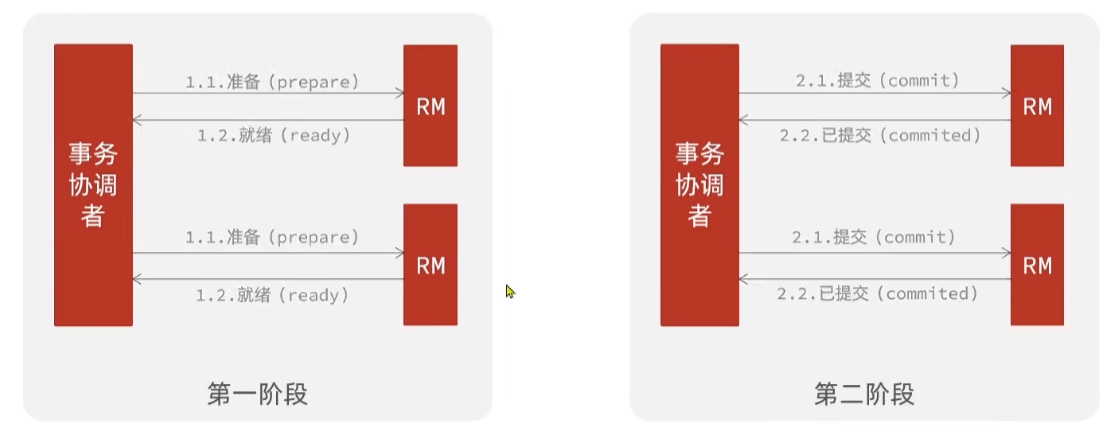 1.1.准备（prepare）
RM
1.2.就绪（ready）
事务
协调
者
1.1.准备（prepare）
RM
1.2.就绪（ready）
第一阶段
2.1.提交（commit）
RM
2.2.已提交（commited）
事务
协调
者
2.1.提交（commit）
RM
2.2.已提交（commited）
第二阶段